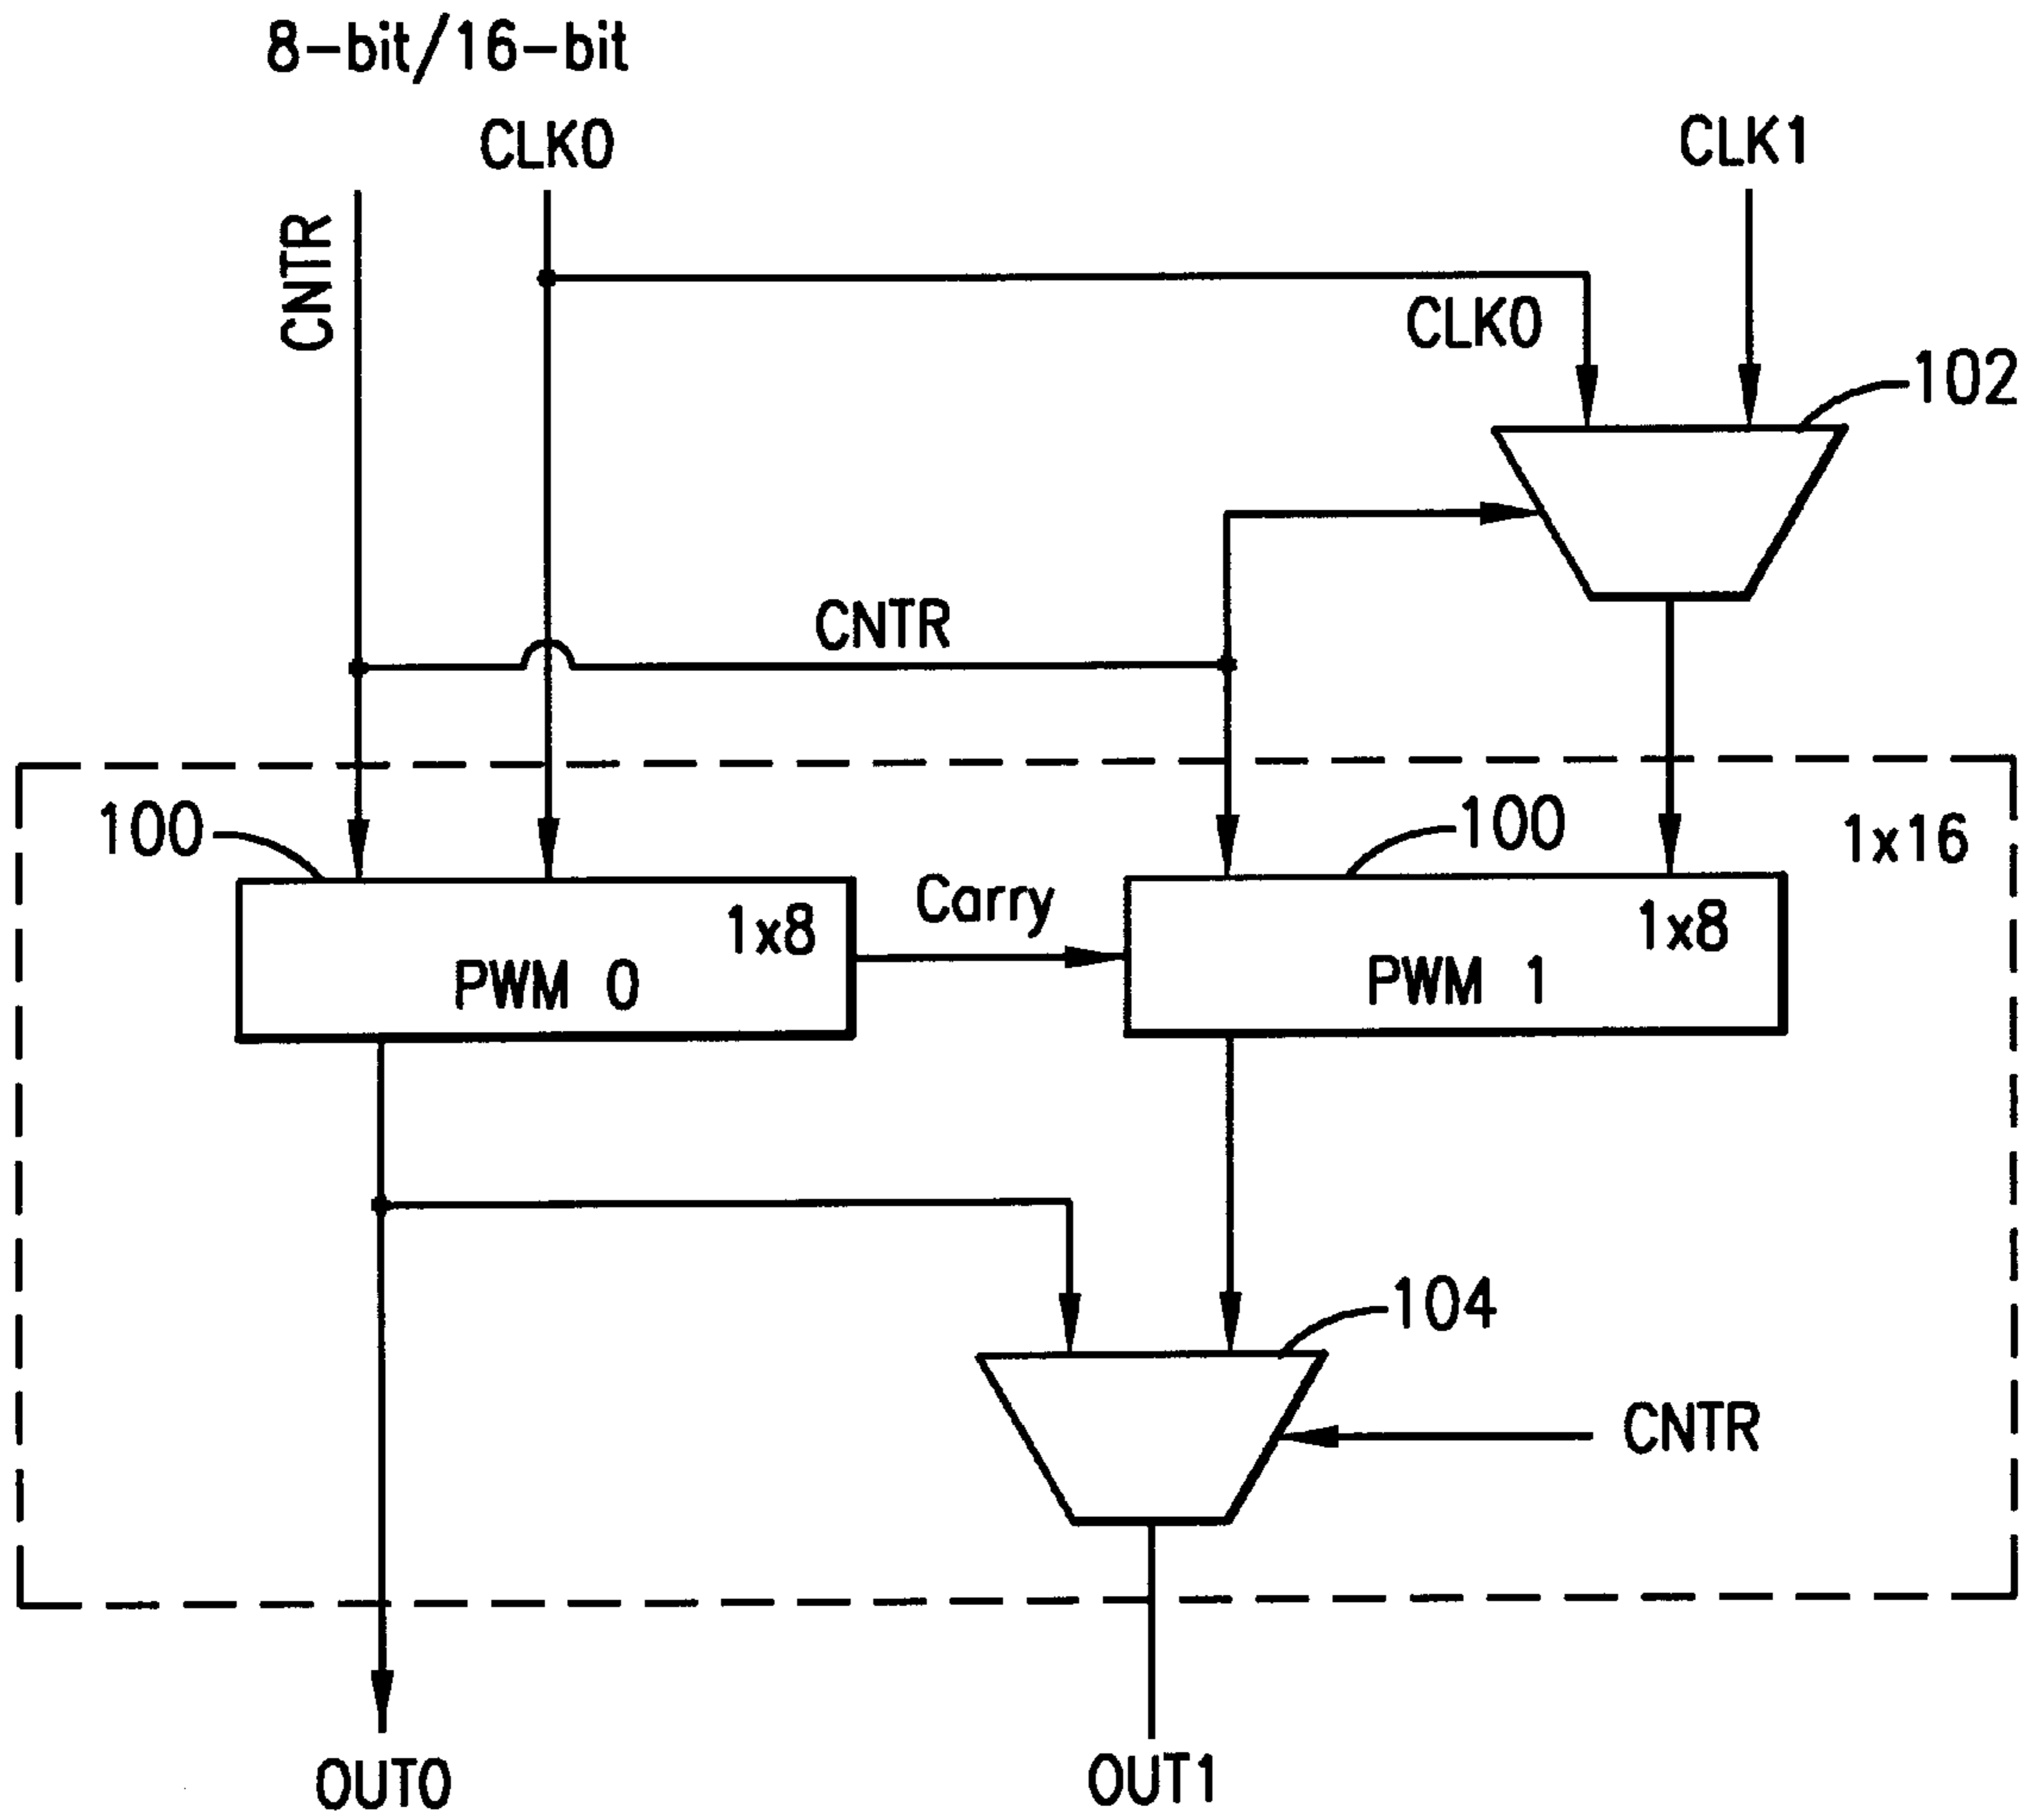 8-bit/16-bit
CLK0
CLK1
CNTR
CLK0
102
CNTR
100
100
1x16
Carry
1x8
PWM 0
1x8
PWM 1
104
CNTR
OUT0
OUT1